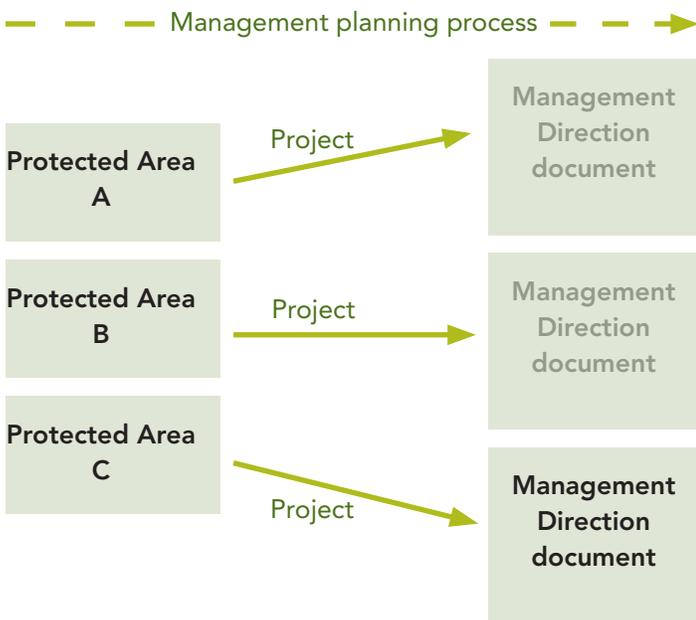 Management planning process
Protected Area
A
Project
Management
Direction
document
Protected Area
B
Project
Management
Direction
document
Protected Area
C
Project
Management
Direction
document